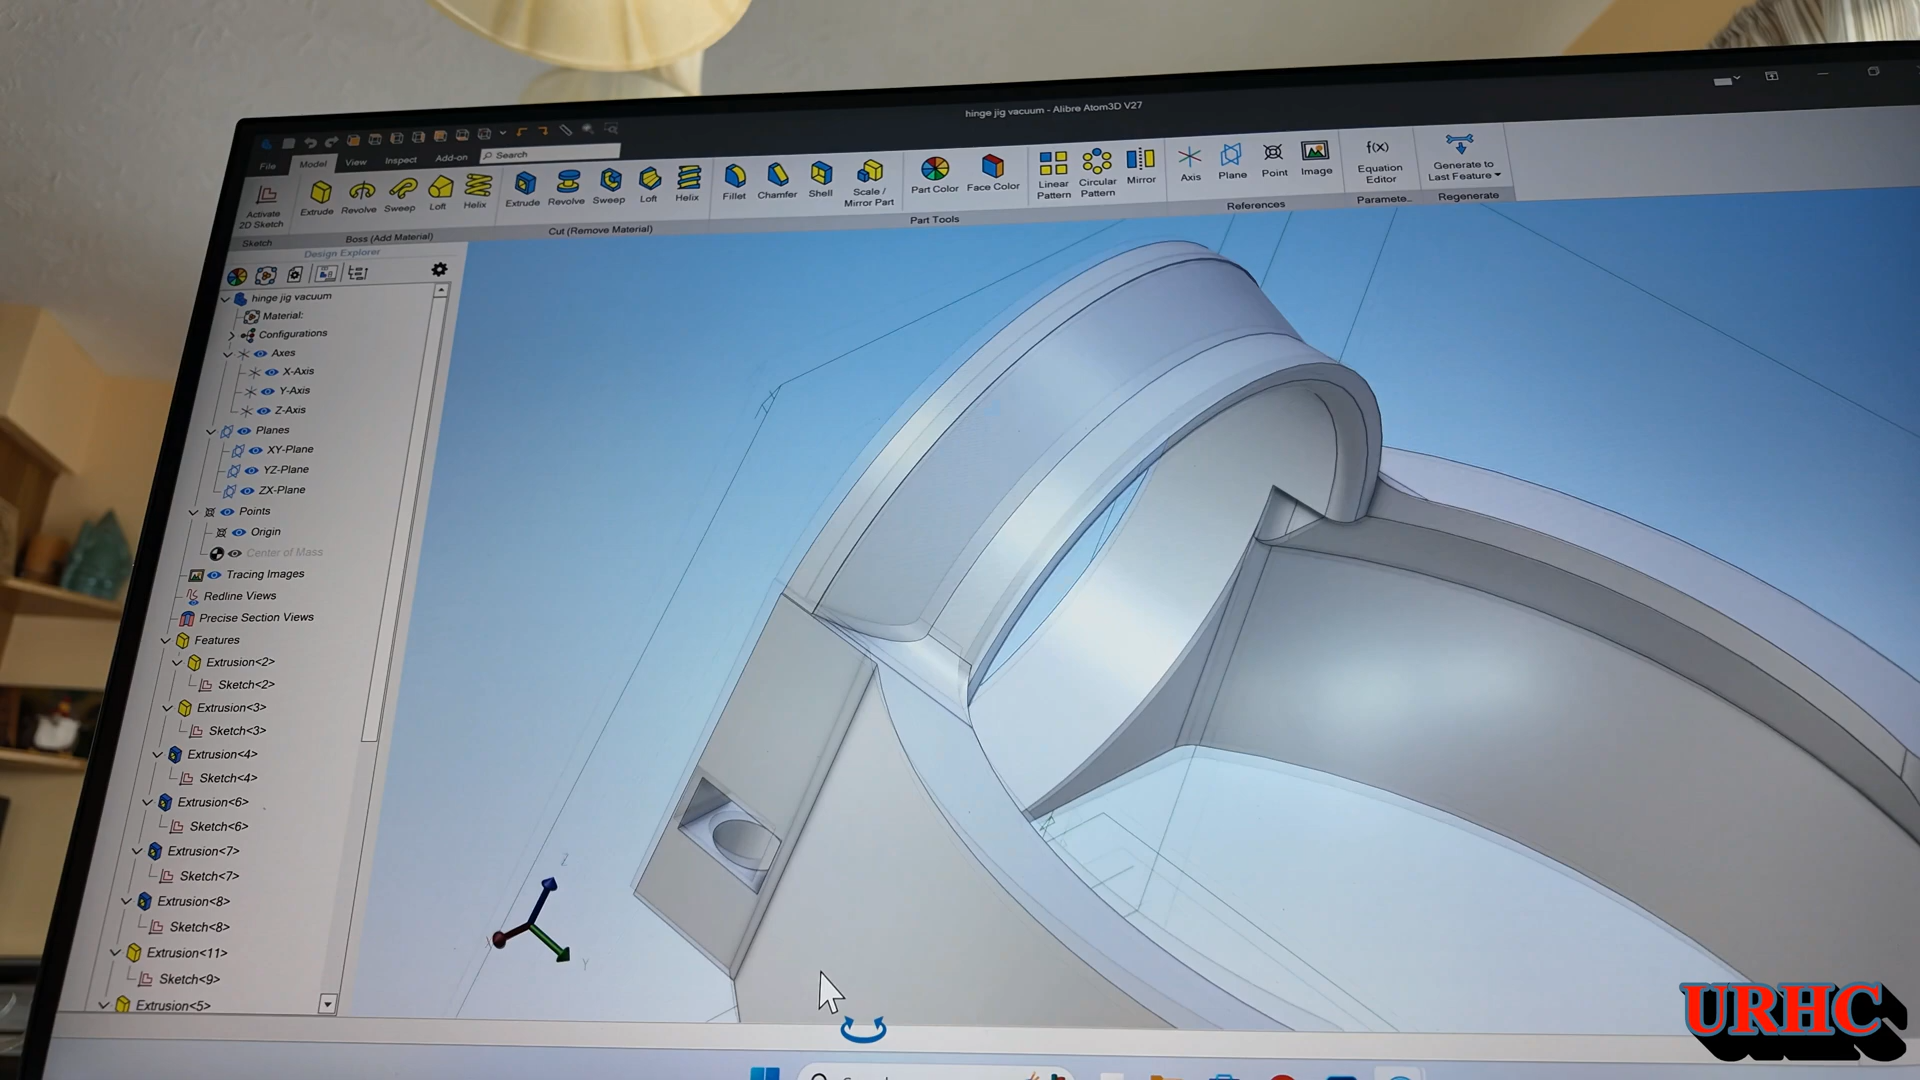 hinge jig vacuum - Alibre Atom3D V27
File
Model
View
Inspect
Add-on
Search
Activate
2D Sketch
Extrude
Revolve
Sweep
Loft
Helix
Extrude
Revolve
Sweep
Loft
Helix
Fillet
Chamfer
Shell
Scale /
Mirror Part
Part Color
Face Color
Linear
Pattern
Circular
Pattern
Mirror
Axis
Plane
Point
Image
f(x)
Equation
Editor
Generate to
Last Feature
Sketch
Boss (Add Material)
Cut (Remove Material)
Part Tools
References
Paramete...
Regenerate
Design Explorer
hinge jig vacuum
Material:
Configurations
Axes
X-Axis
Y-Axis
Z-Axis
Planes
XY-Plane
YZ-Plane
ZX-Plane
Points
Origin
Center of Mass
Tracing Images
Redline Views
Precise Section Views
Features
Extrusion<2>
Sketch<2>
Extrusion<3>
Sketch<3>
Extrusion<4>
Sketch<4>
Extrusion<6>
Sketch<6>
Extrusion<7>
Sketch<7>
Extrusion<8>
Sketch<8>
Extrusion<11>
Sketch<9>
Extrusion<5>
Z
X
Y
URHC